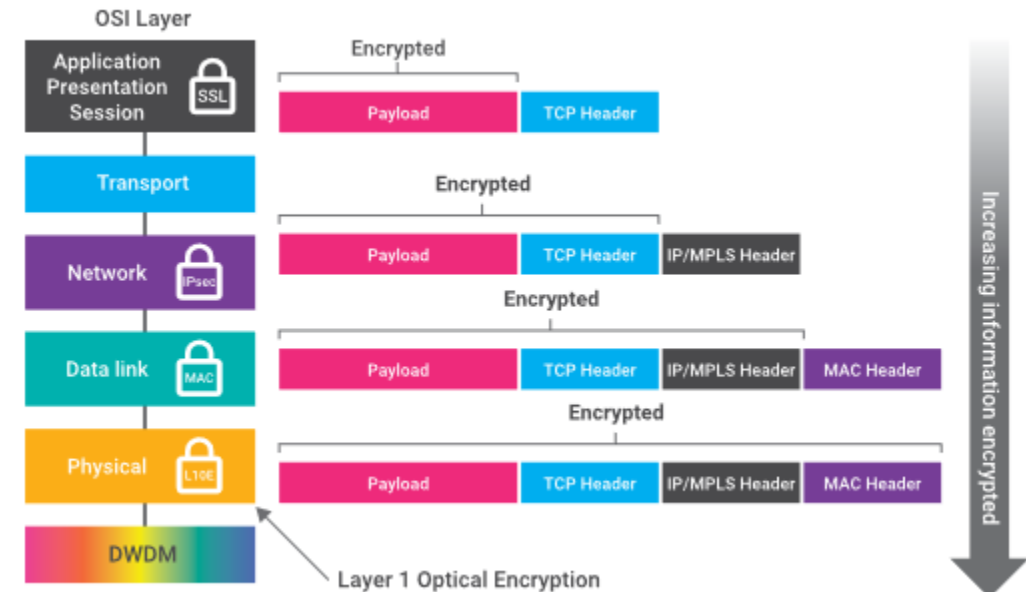 OSI Layer
Application
Presentation
Session
SSL
Encrypted
Payload
TCP Header
Transport
Encrypted
Payload
TCP Header
IP/MPLS Header
Network
IPsec
Encrypted
Data link
MAC
Payload
TCP Header
IP/MPLS Header
MAC Header
Encrypted
Physical
L1OE
Payload
TCP Header
IP/MPLS Header
MAC Header
DWDM
Layer 1 Optical Encryption
Increasing information encrypted